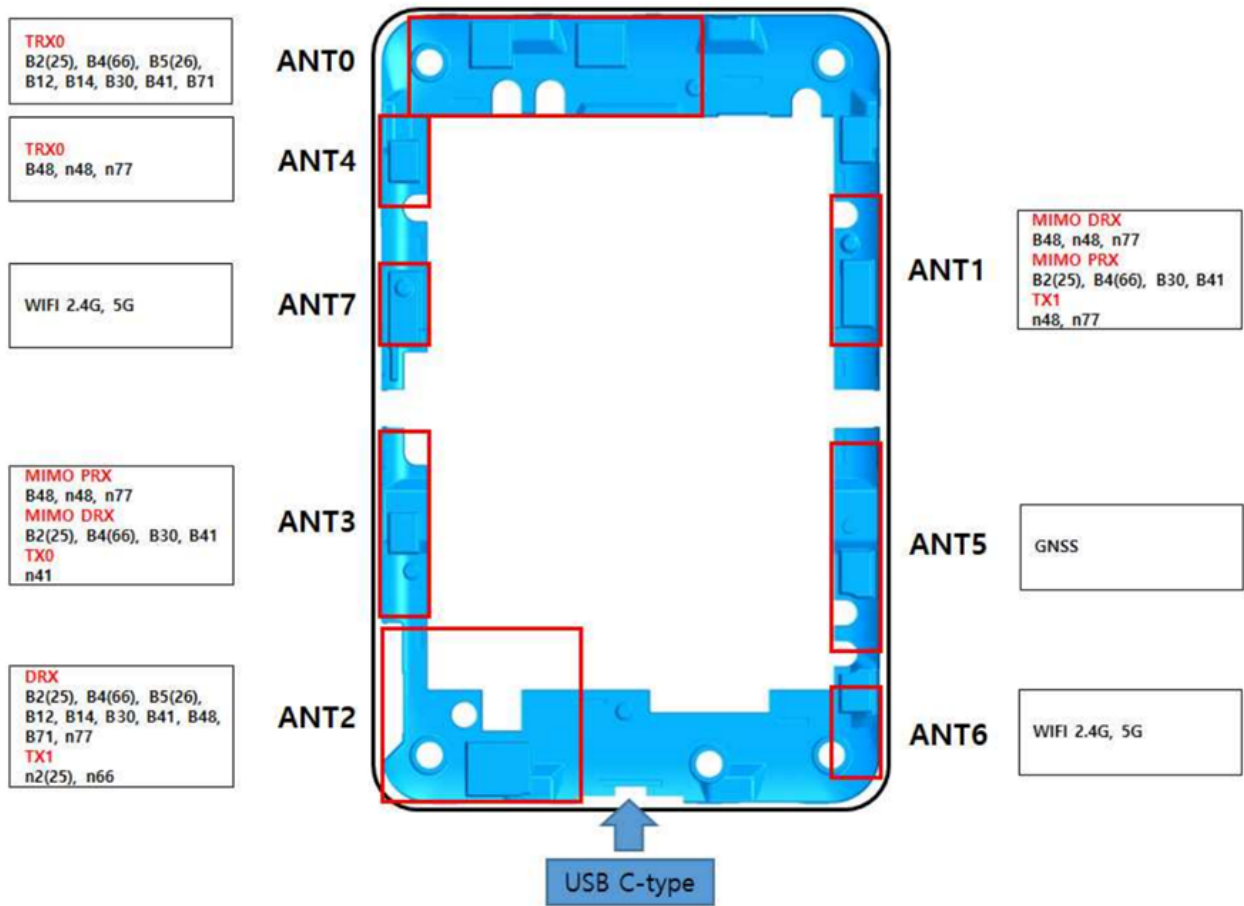 TRX0
B2(25), B4(66), B5(26),
B12, B14, B30, B41, B71
ANT0
TRX0
B48, n48, n77
ANT4
WIFI 2.4G, 5G
ANT7
MIMO PRX
B48, n48, n77
MIMO DRX
B2(25), B4(66), B30, B41
TX0
n41
ANT3
DRX
B2(25), B4(66), B5(26),
B12, B14, B30, B41, B48,
B71, n77
TX1
n2(25), n66
ANT2
ANT1
MIMO DRX
B48, n48, n77
MIMO PRX
B2(25), B4(66), B30, B41
TX1
n48, n77
ANT5
GNSS
ANT6
WIFI 2.4G, 5G
USB C-type